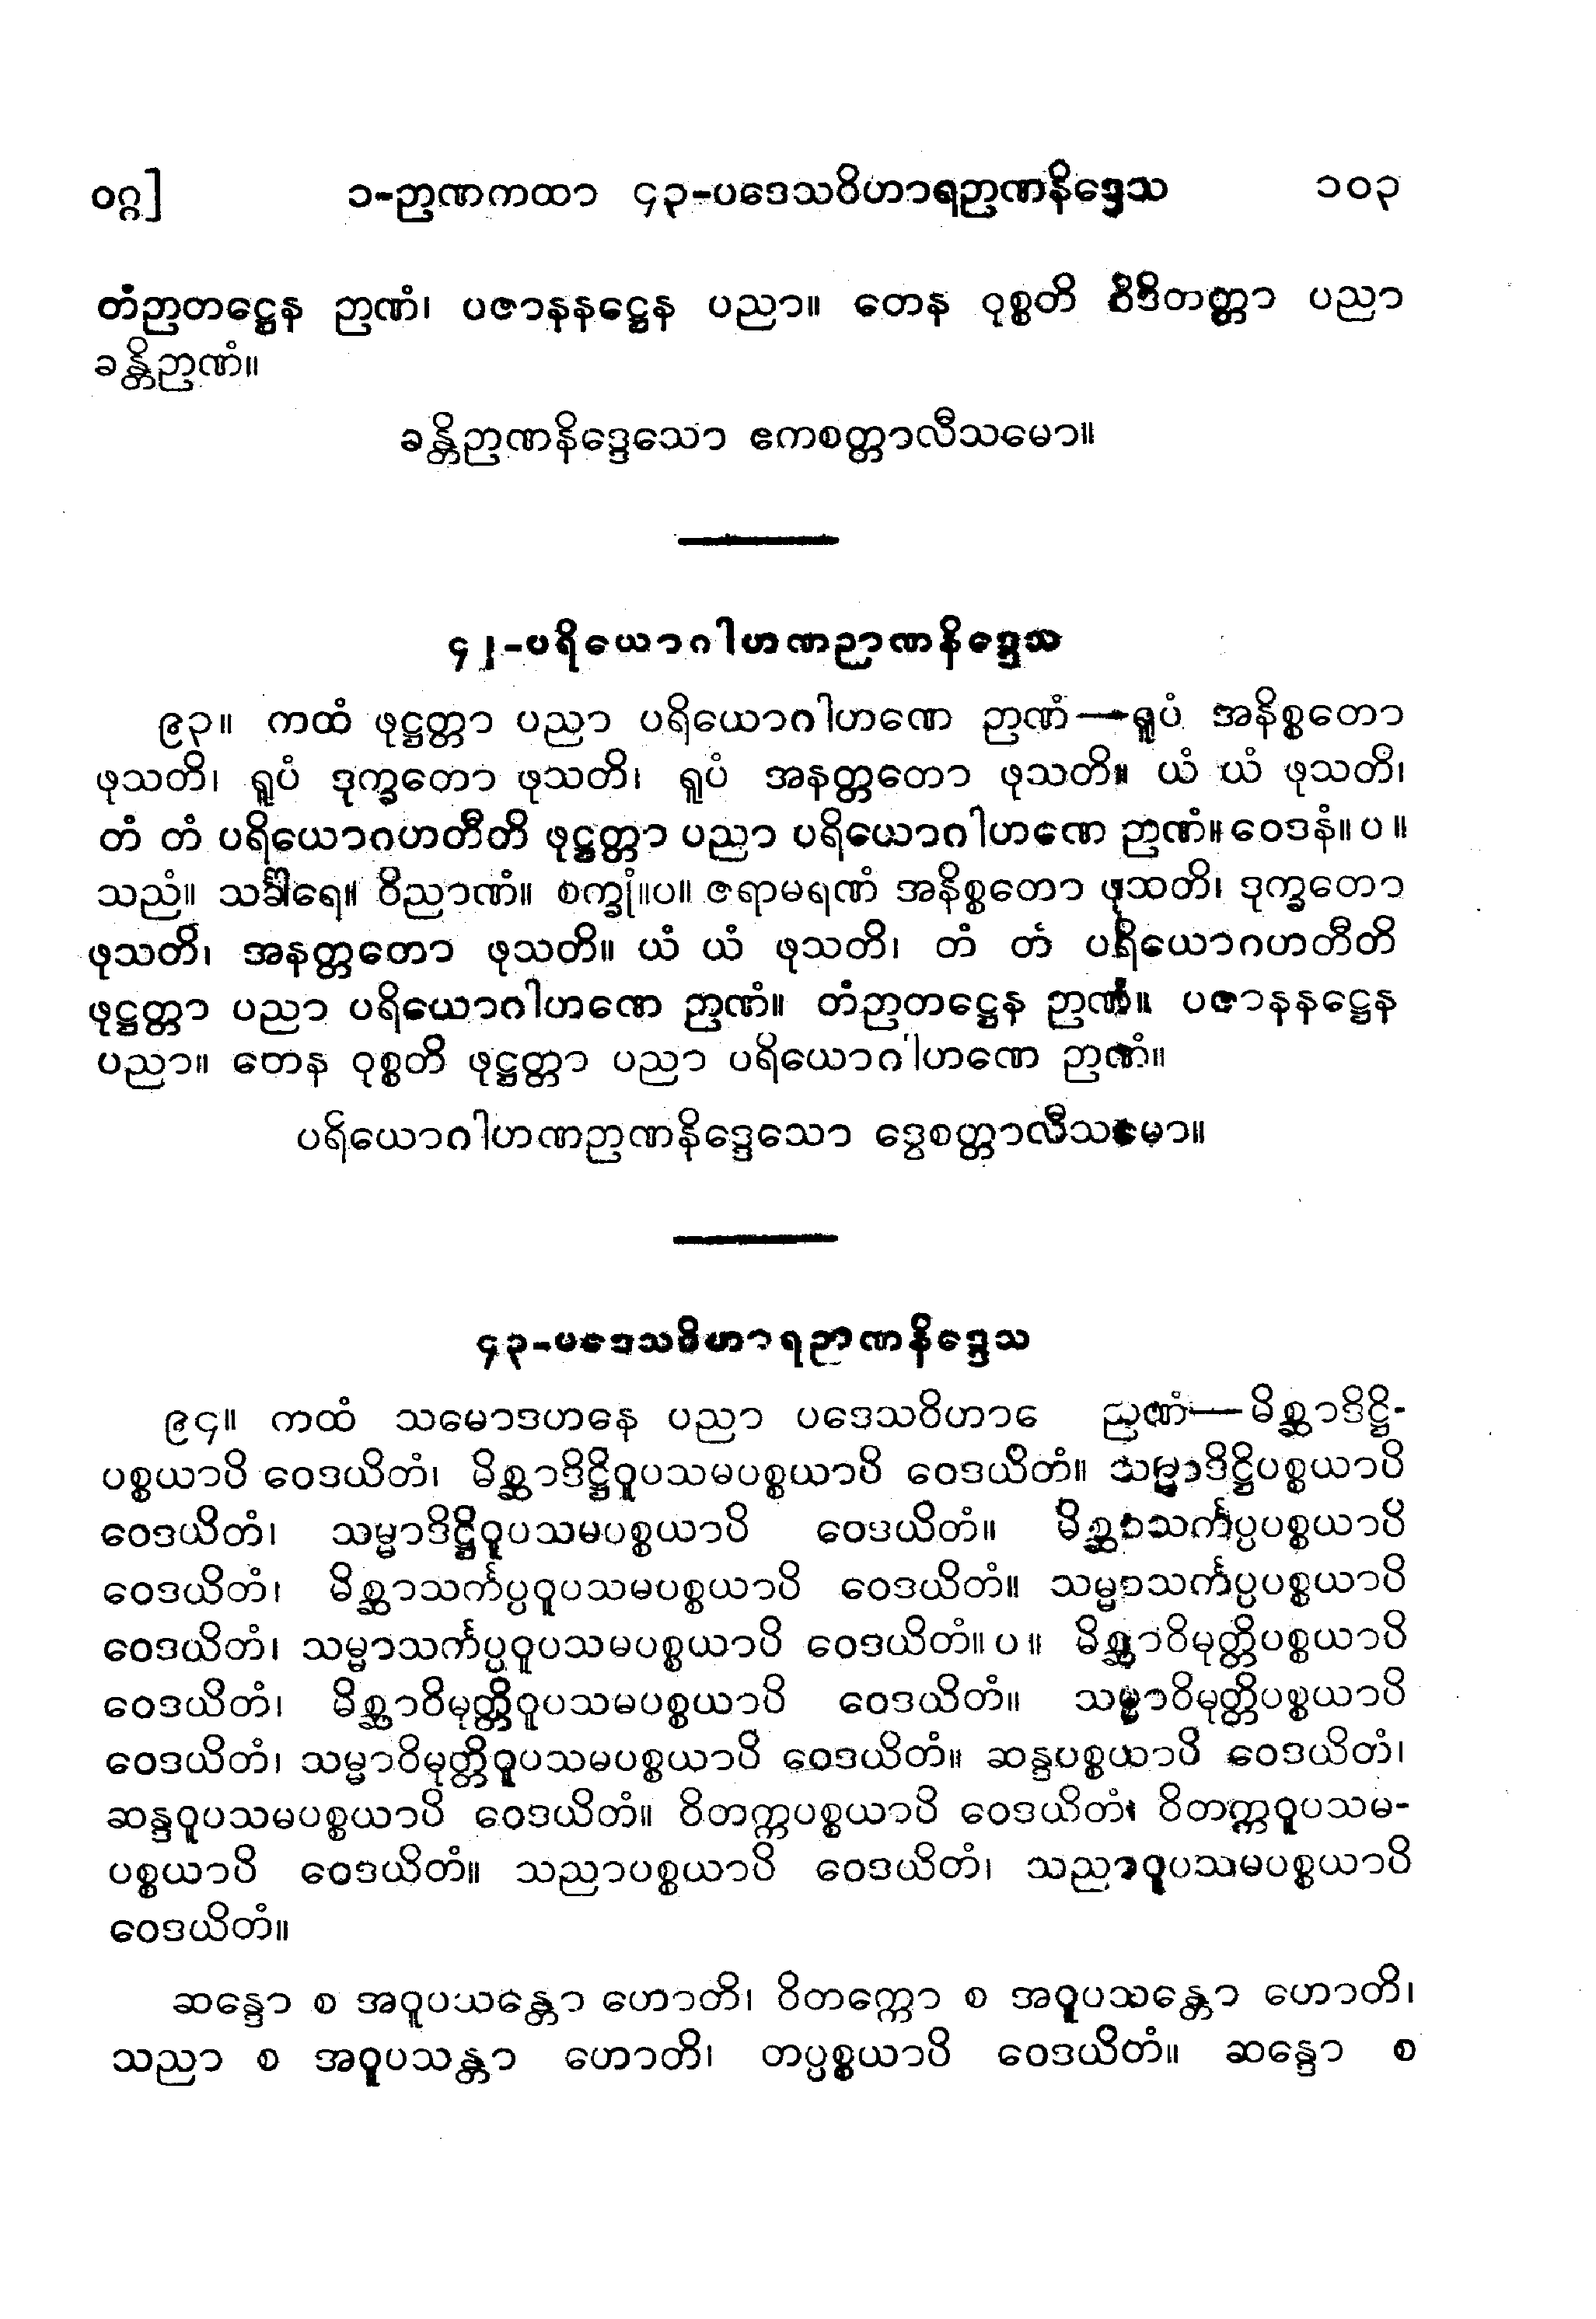 ၀ဂ္ဂ] ၁-ဉာဏကထာ ၄၃-ပဒေသဝိဟာရဉာဏနိဒ္ဒေသ ၁၀၃
တံဉာတဋ္ဌေန ဉာဏံ၊ ပဇာနနဋ္ဌေန ပညာ။ တေန ဝုစ္စတိ ဝိဒိတတ္တာ ပညာ
ခန္တိဉာဏံ။
ခန္တိဉာဏနိဒ္ဒေသော ဧကစတ္တာလီသမော။
၄၂-ပရိယောဂါဟဏဉာဏနိဒ္ဒေသ
၉၃။ ကထံ ဖုဋ္ဌတ္တာ ပညာ ပရိယောဂါဟဏေ ဉာဏံ—ရူပံ အနိစ္စတော
ဖုသတိ၊ ရူပံ ဒုက္ခတော ဖုသတိ၊ ရူပံ အနတ္တတော ဖုသတိ။ ယံ ယံ ဖုသတိ၊
တံ တံ ပရိယောဂဟတီတိ ဖုဋ္ဌတ္တာ ပညာ ပရိယောဂါဟဏေ ဉာဏံ။ ဝေဒနံ။ ပ ။
သညံ။ သင်္ခါရေ။ ဝိညာဏံ။ စက္ခုံ။ပ။ ဇရာမရဏံ အနိစ္စတော ဖုသတိ၊ ဒုက္ခတော
ဖုသတိ၊ အနတ္တတော ဖုသတိ။ ယံ ယံ ဖုသတိ၊ တံ တံ ပရိယောဂဟတီတိ
ဖုဋ္ဌတ္တာ ပညာ ပရိယောဂါဟဏေ ဉာဏံ။ တံဉာတဋ္ဌေန ဉာဏံ။ ပဇာနနဋ္ဌေန
ပညာ။ တေန ဝုစ္စတိ ဖုဋ္ဌတ္တာ ပညာ ပရိယောဂါဟဏေ ဉာဏံ။
ပရိယောဂါဟဏဉာဏနိဒ္ဒေသော ဒွေစတ္တာလီသမော။
၄၃-ပဒေသဝိဟာရဉာဏနိဒ္ဒေသ
၉၄။ ကထံ သမောဒဟနေ ပညာ ပဒေသဝိဟာ‌ေ ဉာဏံ—မိစ္ဆာဒိဋ္ဌိ-
ပစ္စယာပိ ဝေဒယိတံ၊ မိစ္ဆာဒိဋ္ဌိဝူပသမပစ္စယာပိ ဝေဒယိတံ။ သမ္မာဒိဋ္ဌိပစ္စယာပိ
ဝေဒယိတံ၊ သမ္မာဒိဋ္ဌိဝူပသမပစ္စယာပိ ဝေဒယိတံ။ မိစ္ဆာသင်္ကပ္ပပစ္စယာပိ
ဝေဒယိတံ၊ မိစ္ဆာသင်္ကပ္ပဝူပသမပစ္စယာပိ ဝေဒယိတံ။ သမ္မာသင်္ကပ္ပပစ္စယာပိ
ဝေဒယိတံ၊ သမ္မာသင်္ကပ္ပဝူပသမပစ္စယာပိ ဝေဒယိတံ။ ပ ။ မိစ္ဆာဝိမုတ္တိပစ္စယာပိ
ဝေဒယိတံ၊ မိစ္ဆာဝိမုတ္တိဝူပသမပစ္စယာပိ ဝေဒယိတံ။ သမ္မာဝိမုတ္တိပစ္စယာပိ
ဝေဒယိတံ၊ သမ္မာဝိမုတ္တိဝူပသမပစ္စယာပိ ဝေဒယိတံ။ ဆန္ဒပစ္စယာပိ ဝေဒယိတံ၊
ဆန္ဒဝူပသမပစ္စယာပိ ဝေဒယိတံ။ ဝိတက္ကပစ္စယာပိ ဝေဒယိတံ၊ ဝိတက္ကဝူပသမ-
ပစ္စယာပိ ဝေဒယိတံ။ သညာပစ္စယာပိ ဝေဒယိတံ၊ သညာဝူပသမပစ္စယာပိ
ဝေဒယိတံ။
ဆန္ဒော စ အဝူပသန္တော ဟောတိ၊ ဝိတက္ကော စ အဝူပသန္တော ဟောတိ၊
သညာ စ အဝူပသန္တာ ဟောတိ၊ တပ္ပစ္စယာပိ ဝေဒယိတံ။ ဆန္ဒော စ